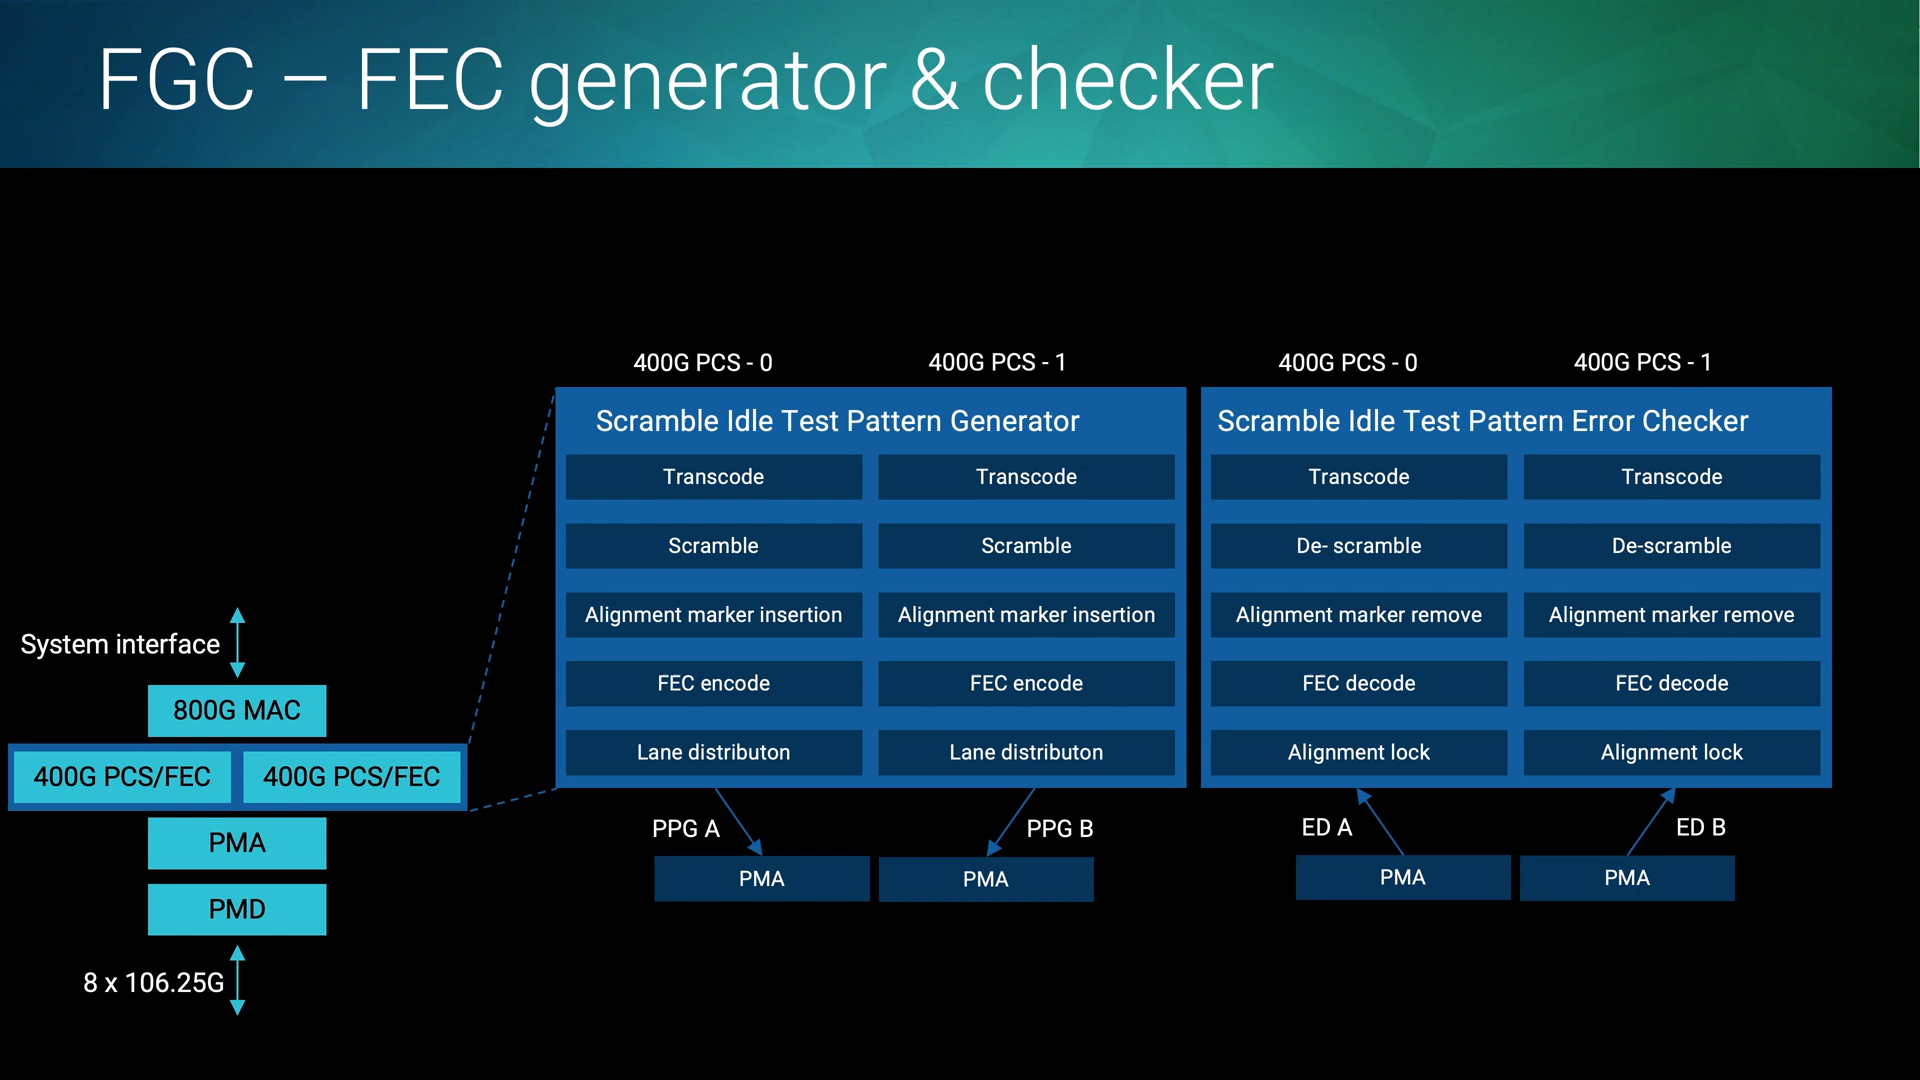 FGC – FEC generator & checker
System interface
800G MAC
400G PCS/FEC 400G PCS/FEC
PMA
PMD
8 x 106.25G
400G PCS - 0 400G PCS - 1
Scramble Idle Test Pattern Generator
Transcode Transcode
Scramble Scramble
Alignment marker insertion Alignment marker insertion
FEC encode FEC encode
Lane distributon Lane distributon
PPG A PPG B
PMA PMA
400G PCS - 0 400G PCS - 1
Scramble Idle Test Pattern Error Checker
Transcode Transcode
De- scramble De-scramble
Alignment marker remove Alignment marker remove
FEC decode FEC decode
Alignment lock Alignment lock
ED A ED B
PMA PMA